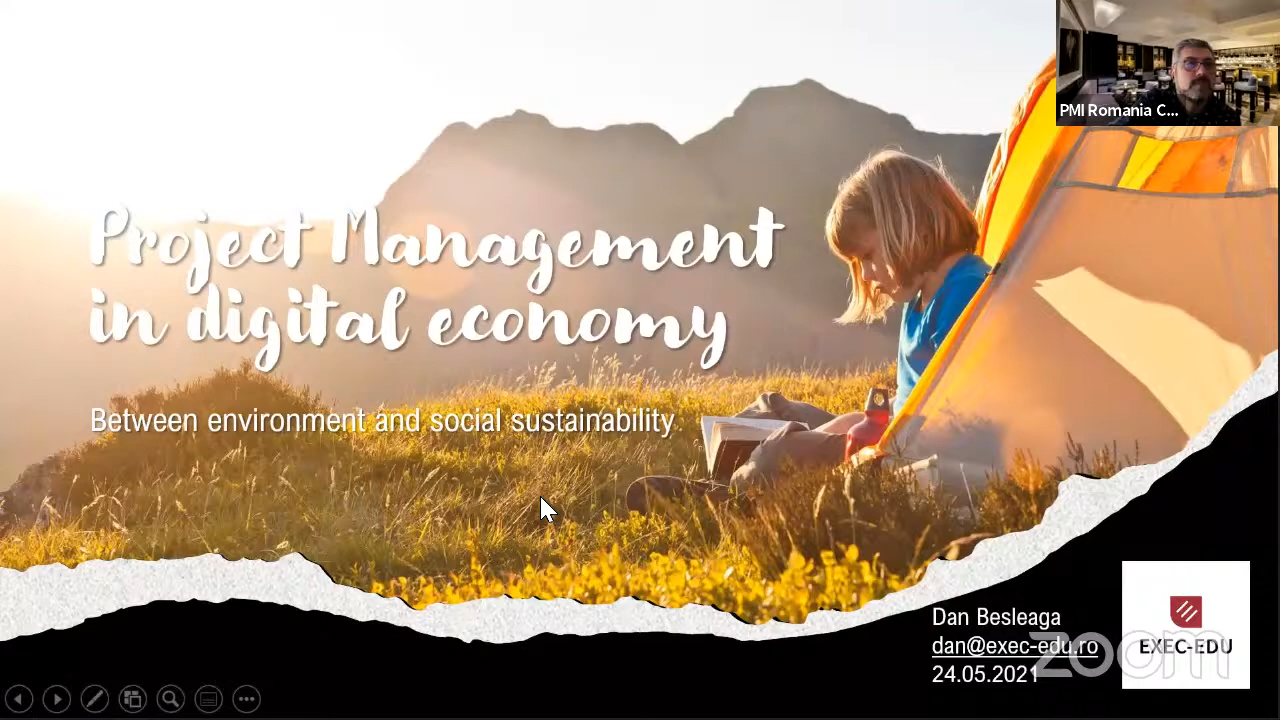 PMI Romania C...
Project Management
in digital economy
Between environment and social sustainability
Dan Besleaga
dan@exec-edu.ro
24.05.2021
zoom
EXEC-EDU